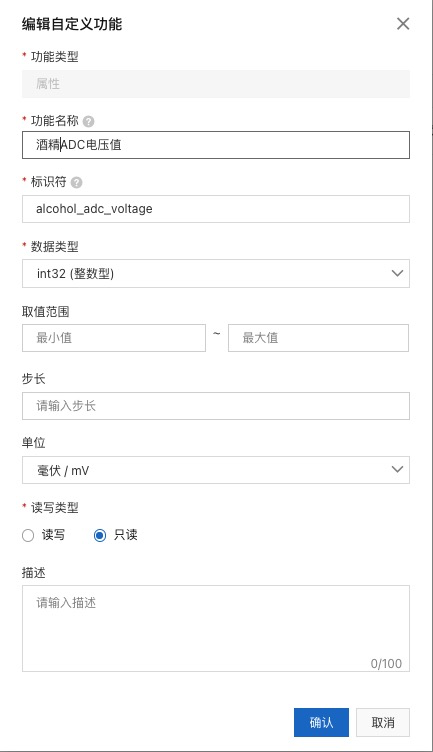 编辑自定义功能
* 功能类型
属性
* 功能名称 ?
酒精ADC电压值
* 标识符 ?
alcohol_adc_voltage
* 数据类型
int32 (整数型)
取值范围
最小值 ~ 最大值
步长
请输入步长
单位
毫伏 / mV
* 读写类型
读写 只读
描述
请输入描述
0/100
确认 取消